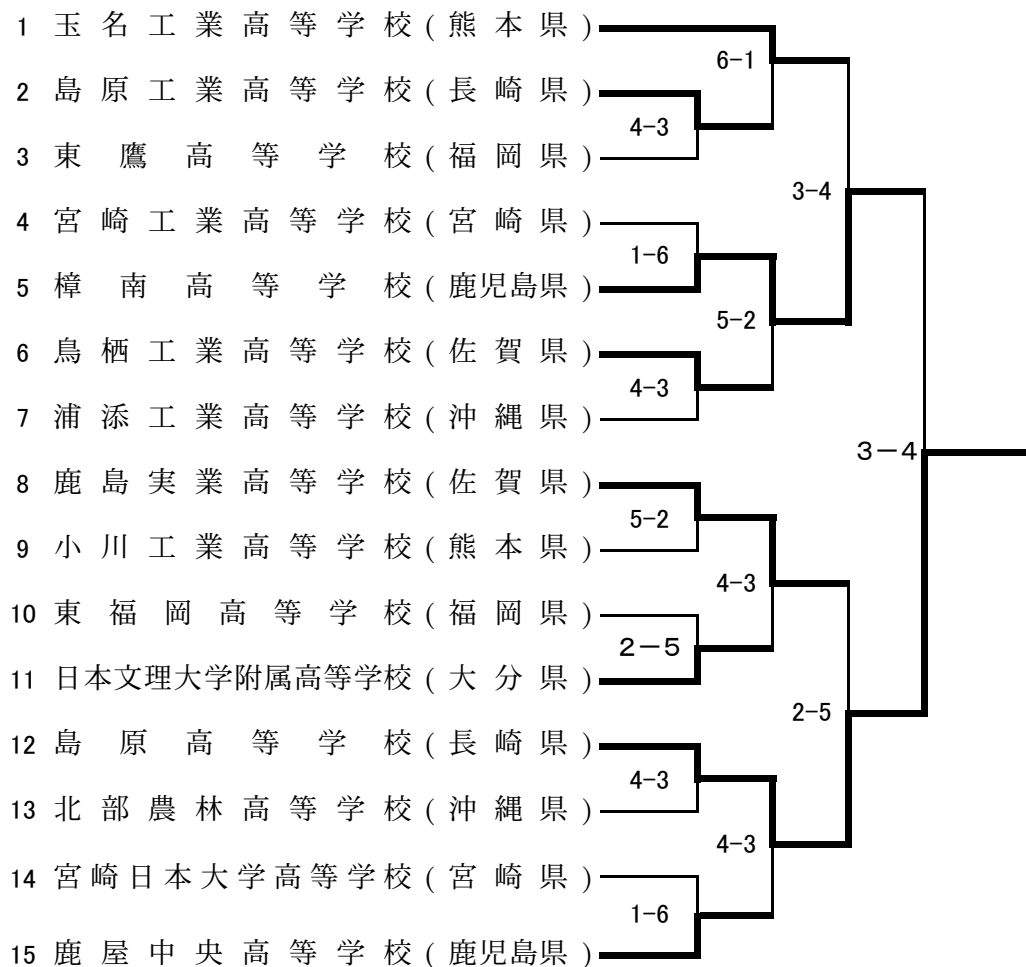 1 玉名工業高等学校(熊本県)
6-1
2 島原工業高等学校(長崎県)
4-3
3 東鷹高等学校(福岡県)
3-4
4 宮崎工業高等学校(宮崎県)
1-6
5 樟南高等学校(鹿児島県)
5-2
6 鳥栖工業高等学校(佐賀県)
4-3
7 浦添工業高等学校(沖縄県)
3-4
8 鹿島実業高等学校(佐賀県)
5-2
9 小川工業高等学校(熊本県)
4-3
10 東福岡高等学校(福岡県)
2-5
11 日本文理大学附属高等学校(大分県)
2-5
12 島原高等学校(長崎県)
4-3
13 北部農林高等学校(沖縄県)
4-3
14 宮崎日本大学高等学校(宮崎県)
1-6
15 鹿屋中央高等学校(鹿児島県)